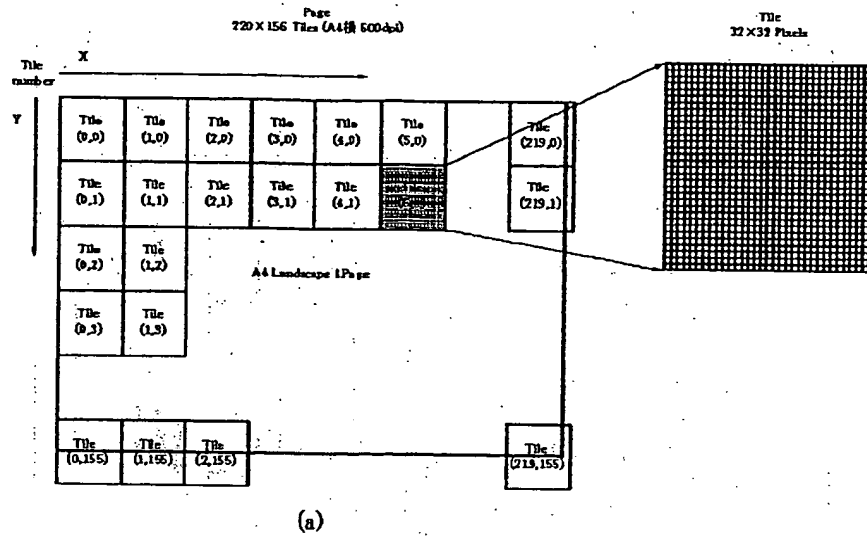 Page
220×156 Tiles (A4横 600dpi)
Tile
32×32 Pixels
Tile
number
X
Y
Tile
(0,0)
Tile
(1,0)
Tile
(2,0)
Tile
(3,0)
Tile
(4,0)
Tile
(5,0)
Tile
(219,0)
Tile
(0,1)
Tile
(1,1)
Tile
(2,1)
Tile
(3,1)
Tile
(4,1)
Tile
(219,1)
Tile
(0,2)
Tile
(1,2)
A4 Landscape 1Page
Tile
(0,3)
Tile
(1,3)
Tile
(0,155)
Tile
(1,155)
Tile
(2,155)
Tile
(219,155)
(a)